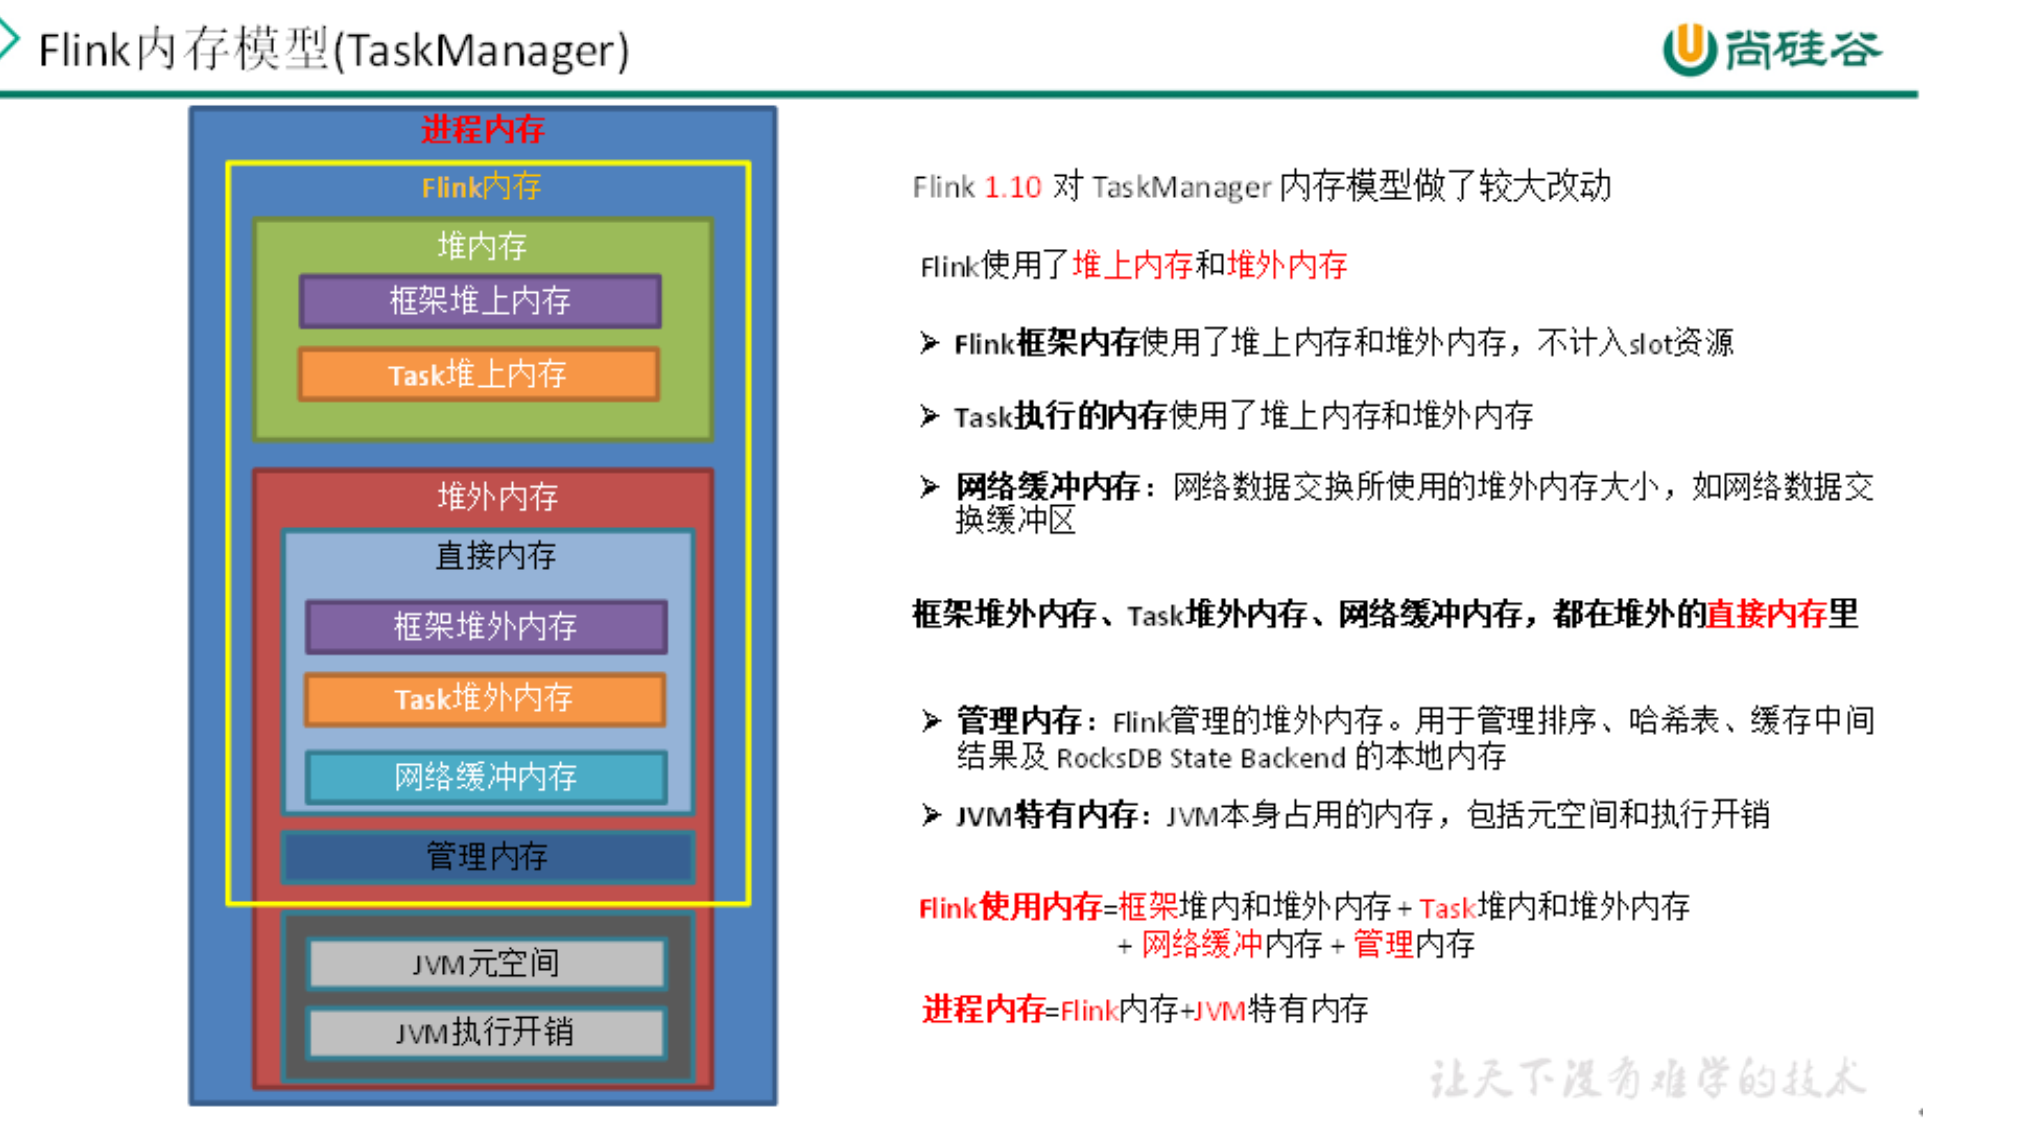 Flink内存模型(TaskManager)
尚硅谷
进程内存
Flink内存
堆内存
框架堆上内存
Task堆上内存
堆外内存
直接内存
框架堆外内存
Task堆外内存
网络缓冲内存
管理内存
JVM元空间
JVM执行开销
Flink 1.10 对 TaskManager 内存模型做了较大改动
Flink使用了堆上内存和堆外内存
➢ Flink框架内存使用了堆上内存和堆外内存，不计入slot资源
➢ Task执行的内存使用了堆上内存和堆外内存
➢ 网络缓冲内存：网络数据交换所使用的堆外内存大小，如网络数据交
换缓冲区
框架堆外内存、Task堆外内存、网络缓冲内存，都在堆外的直接内存里
➢ 管理内存：Flink管理的堆外内存。用于管理排序、哈希表、缓存中间
结果及 RocksDB State Backend 的本地内存
➢ JVM特有内存：JVM本身占用的内存，包括元空间和执行开销
Flink使用内存=框架堆内和堆外内存 + Task堆内和堆外内存
+ 网络缓冲内存 + 管理内存
进程内存=Flink内存+JVM特有内存
让天下没有难学的技术